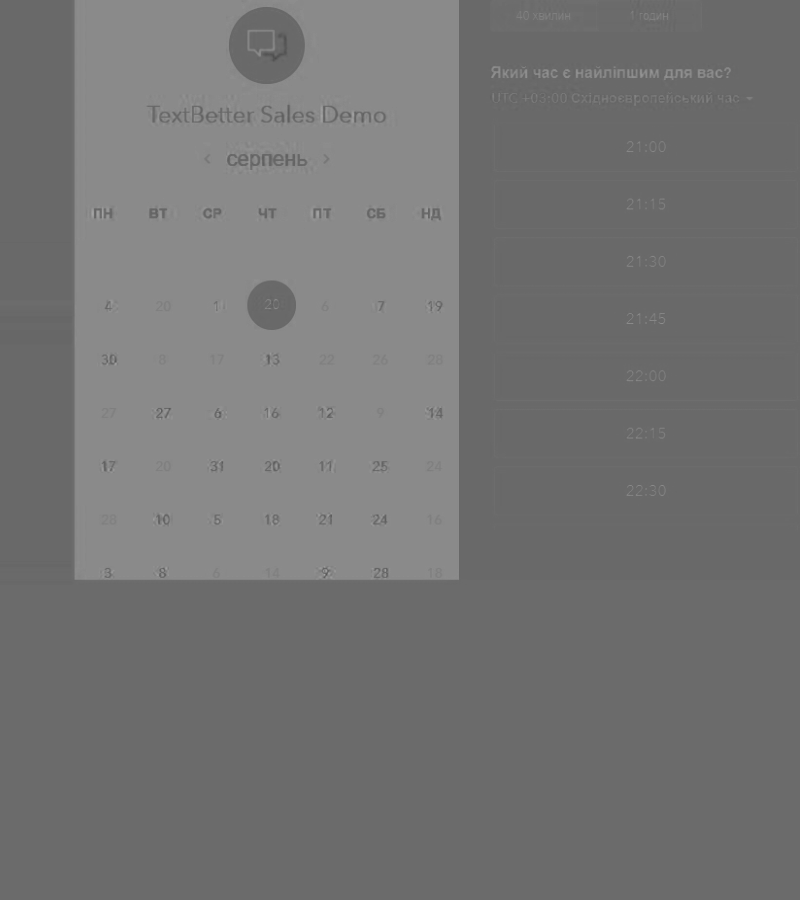 TextBetter Sales Demo
‹ серпень ›
ПН ВТ СР ЧТ ПТ СБ НД
4 20 11 20 6 7 19
30 8 17 13 22 26 28
27 27 6 16 12 9 14
17 20 31 20 11 25 24
28 10 5 18 21 24 16
3 8 6 14 9 28 18
40 хвилин 1 годин
Який час є найліпшим для вас?
UTC +03:00 Східноєвропейський час
21:00
21:15
21:30
21:45
22:00
22:15
22:30